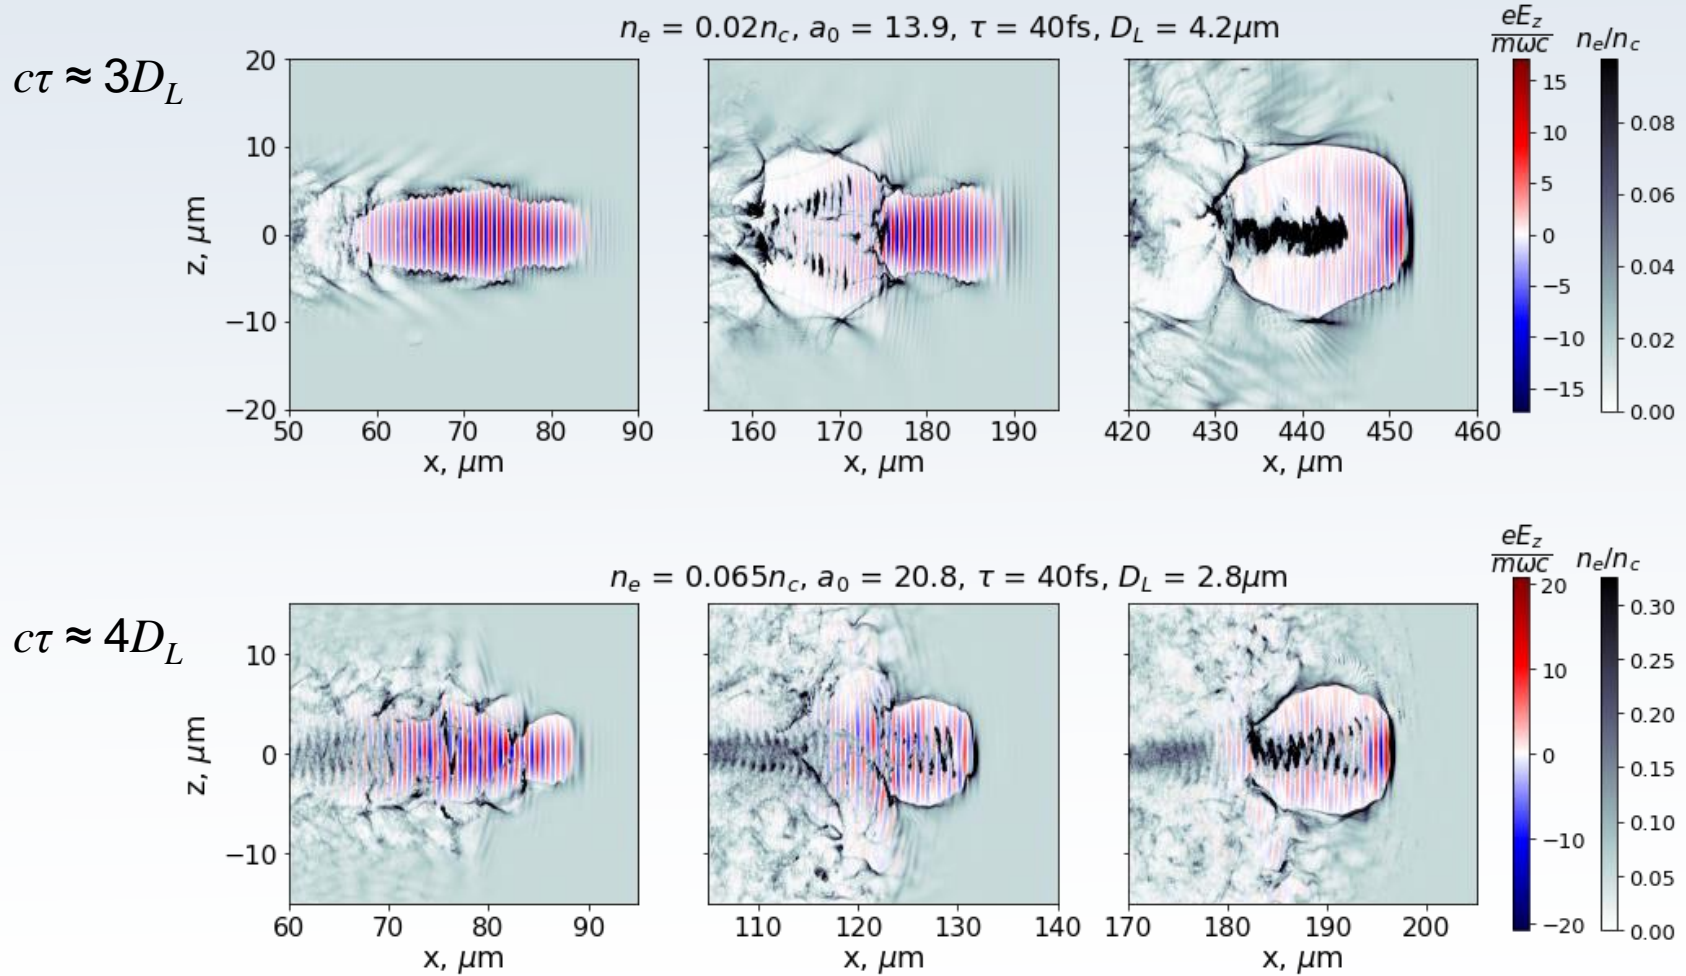 n_e = 0.02n_c, a_0 = 13.9, τ = 40fs, D_L = 4.2μm
cτ ≈ 3D_L
eE_z/mωc n_e/n_c
z, μm
20
10
0
−10
−20
50 60 70 80 90
x, μm
160 170 180 190
x, μm
420 430 440 450 460
x, μm
15
10
5
0
−5
−10
−15
0.08
0.06
0.04
0.02
0.00
n_e = 0.065n_c, a_0 = 20.8, τ = 40fs, D_L = 2.8μm
cτ ≈ 4D_L
eE_z/mωc n_e/n_c
z, μm
10
0
−10
60 70 80 90
x, μm
110 120 130 140
x, μm
170 180 190 200
x, μm
20
10
0
−10
−20
0.30
0.25
0.20
0.15
0.10
0.05
0.00